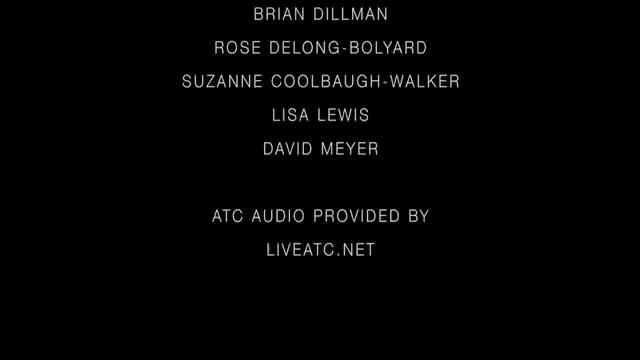 BRIAN DILLMAN
ROSE DELONG-BOLYARD
SUZANNE COOLBAUGH-WALKER
LISA LEWIS
DAVID MEYER
ATC AUDIO PROVIDED BY
LIVEATC.NET